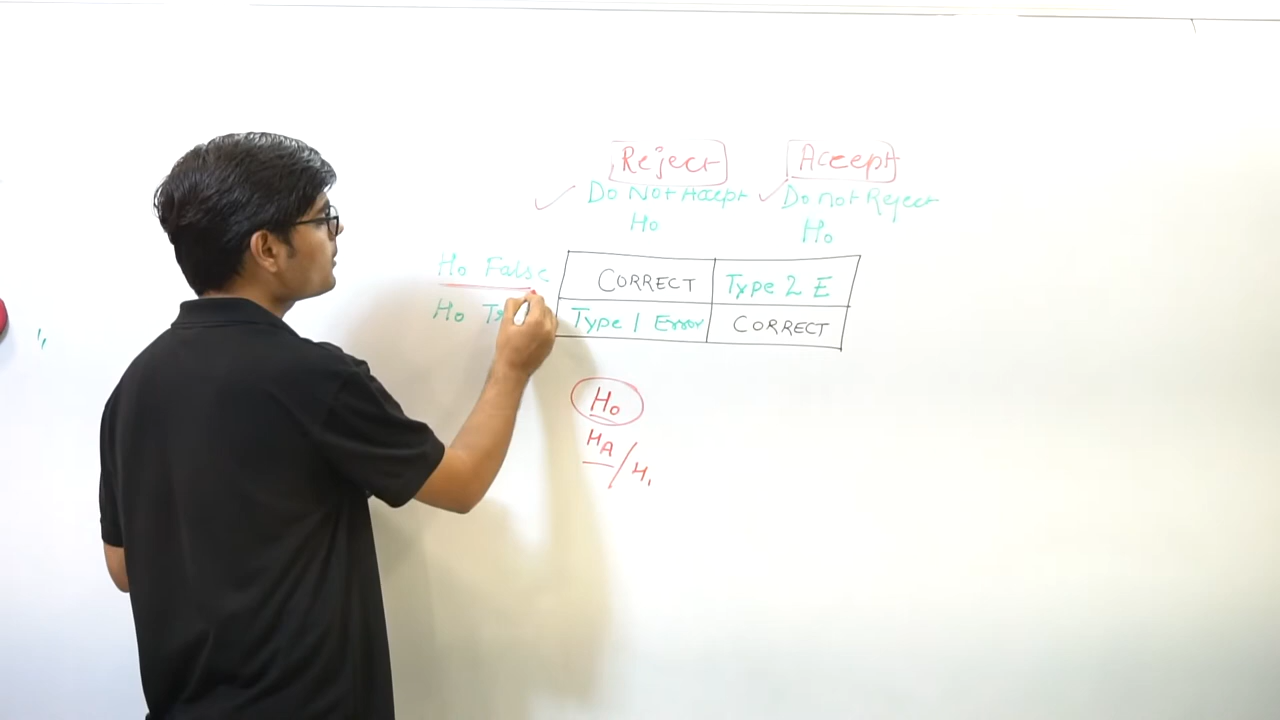 Reject Accept
Do Not Accept Do not Reject
Ho Ho
Ho False CORRECT Type 2 E
Ho Type 1 Error CORRECT
Ho
HA/H1